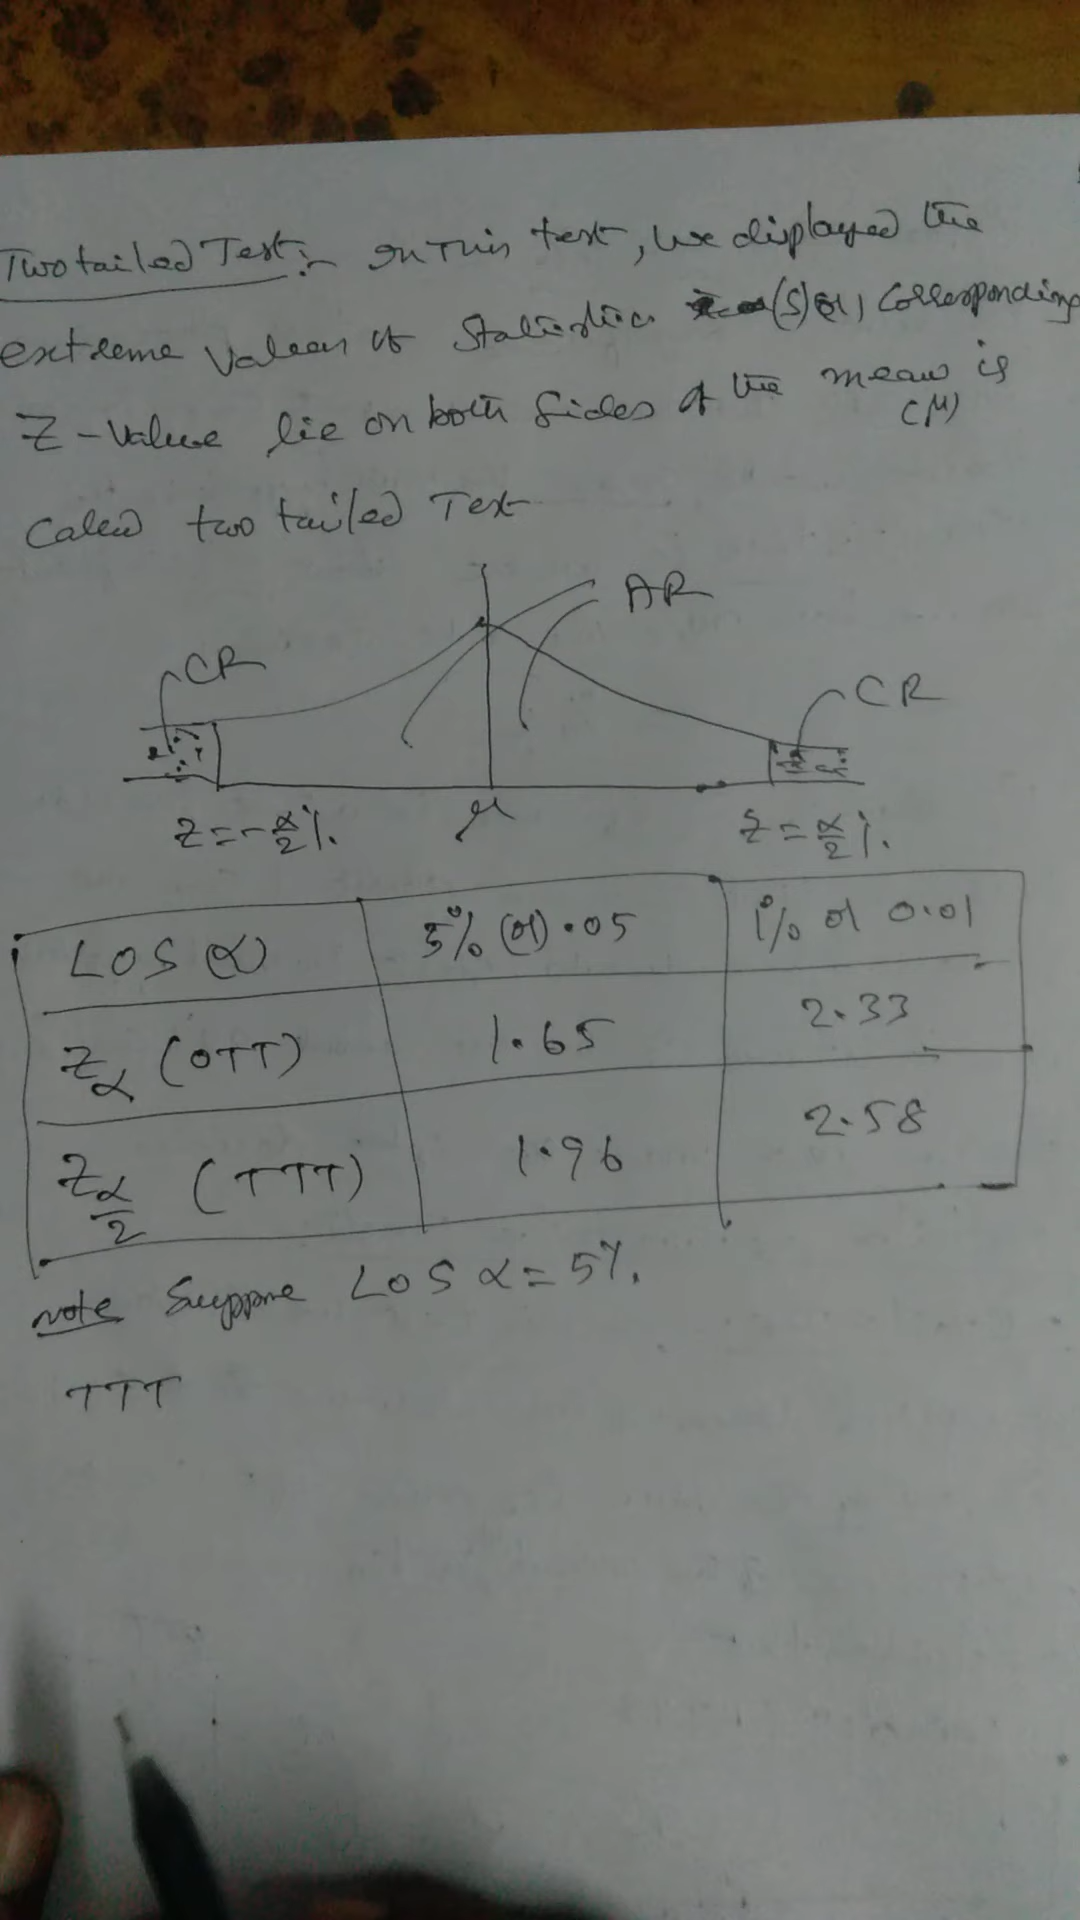 Two tailed Test :- In This test, we displayed the
extreme values of statistics (S) or, corresponding
Z - value lie on both sides of the mean is
(μ)
called two tailed Test
AR
CR
CR
Z = -α/2 %.
μ
Z = α/2 %.
LOS (α) 5% (or) .05 1% or 0.01
Zα (OTT) 1.65 2.33
Zα/2 (TTT) 1.96 2.58
note Suppose LOS α = 5%.
TTT